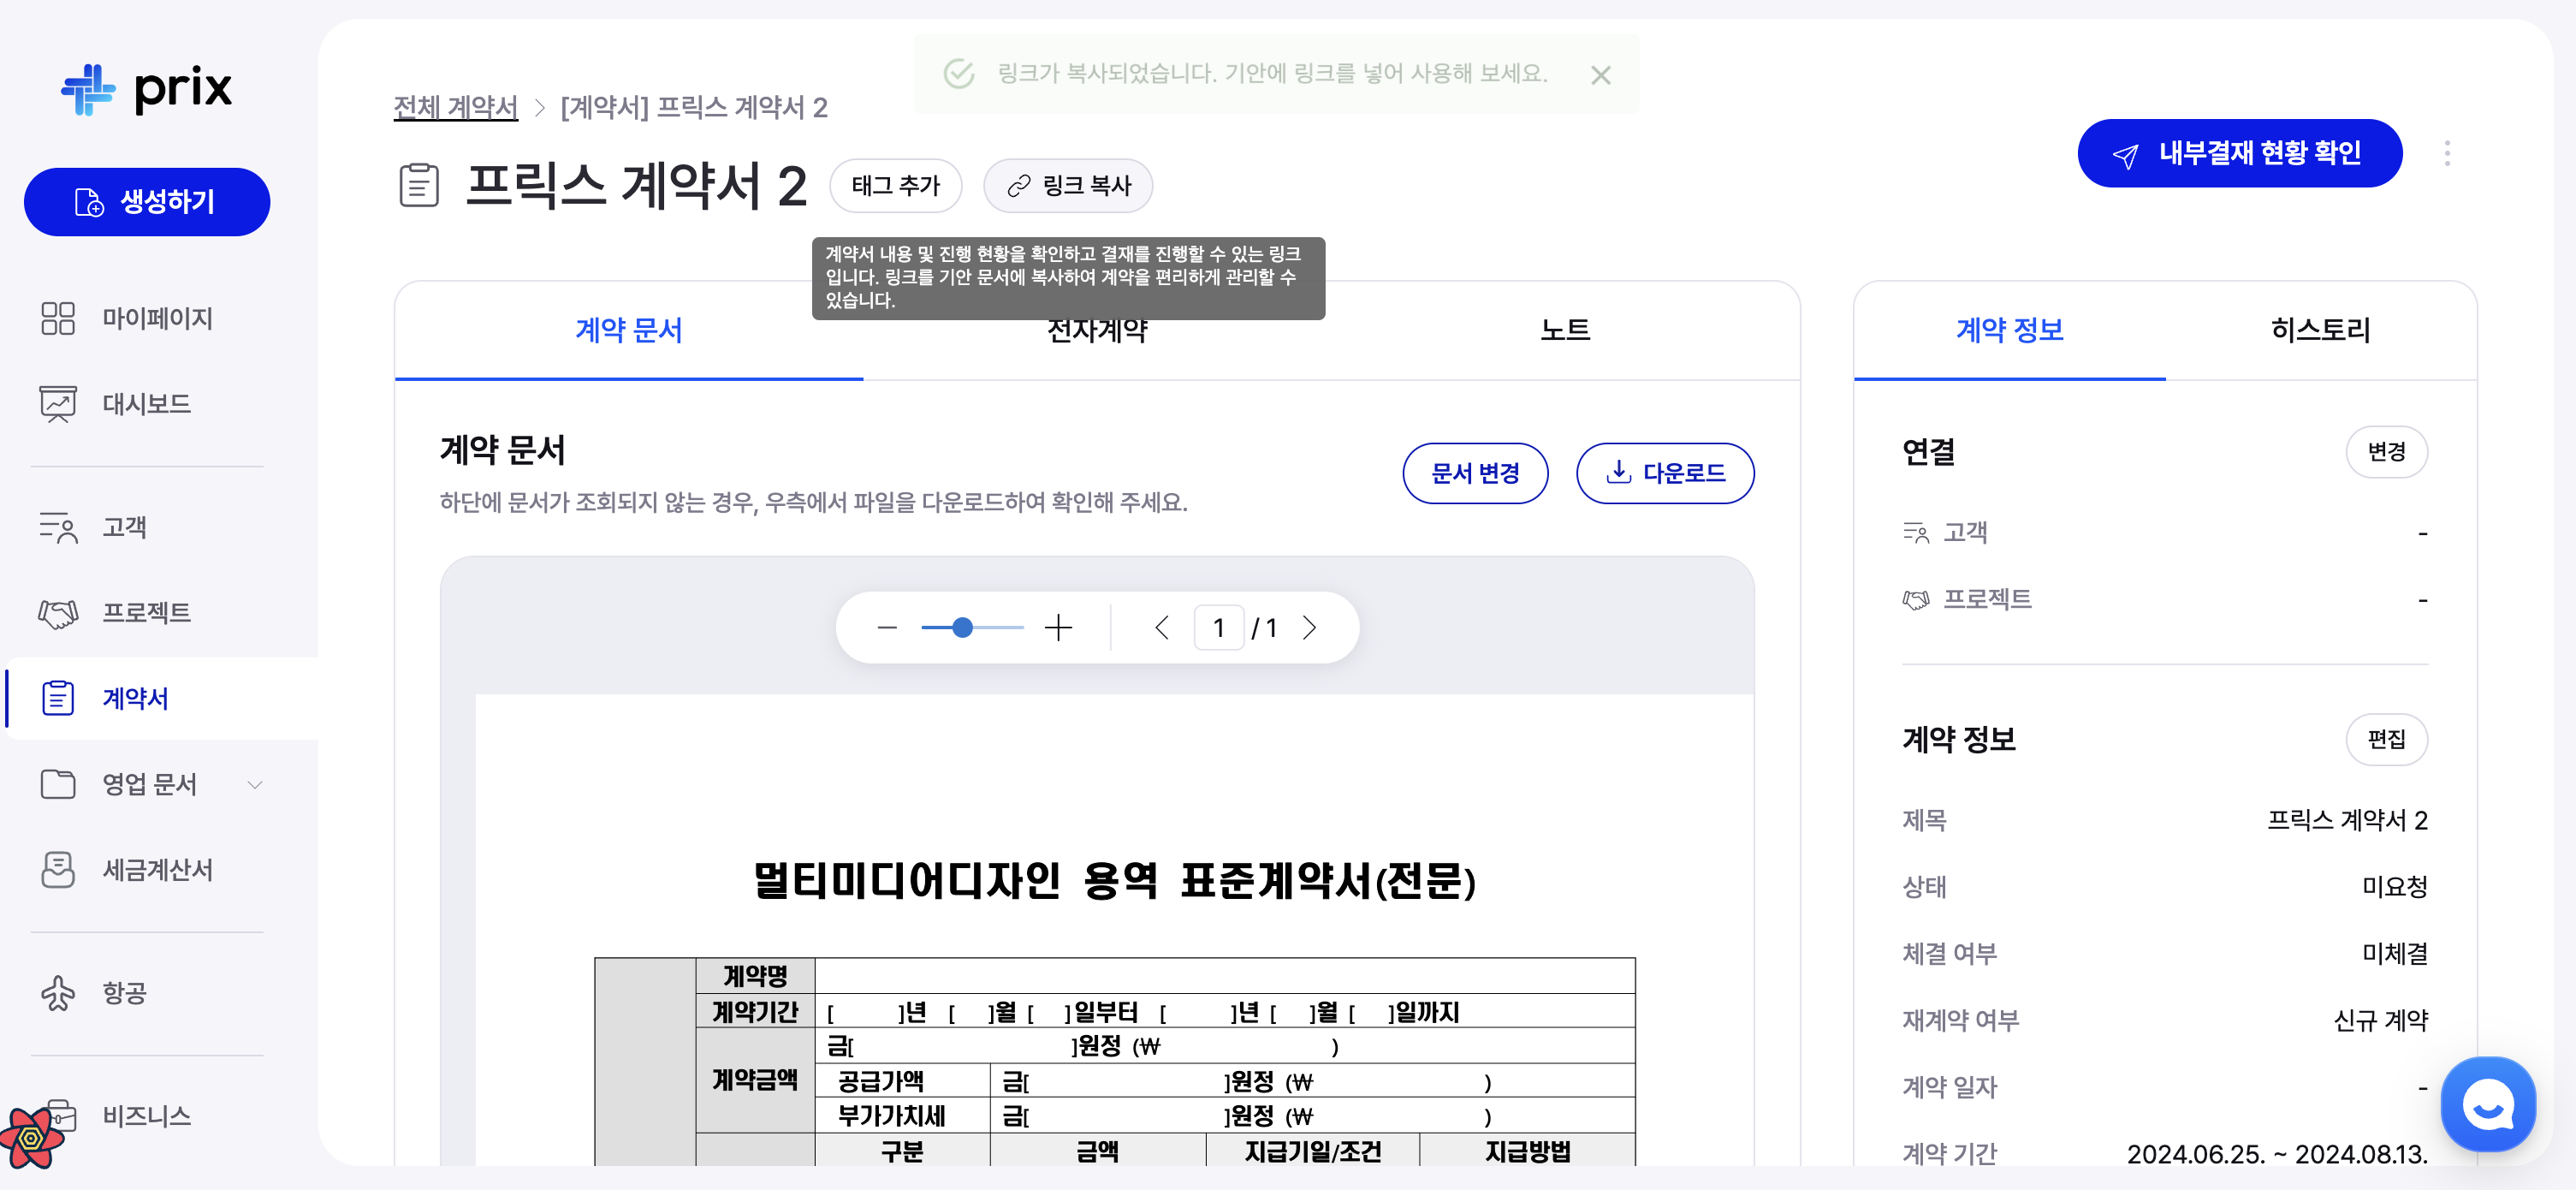 prix
생성하기
마이페이지
대시보드
고객
프로젝트
계약서
영업 문서
세금계산서
항공
비즈니스
링크가 복사되었습니다. 기안에 링크를 넣어 사용해 보세요.
전체 계약서 > [계약서] 프릭스 계약서 2
프릭스 계약서 2
태그 추가
링크 복사
내부결재 현황 확인
계약서 내용 및 진행 현황을 확인하고 결재를 진행할 수 있는 링크
입니다. 링크를 기안 문서에 복사하여 계약을 편리하게 관리할 수
있습니다.
계약 문서
전자계약
노트
계약 문서
하단에 문서가 조회되지 않는 경우, 우측에서 파일을 다운로드하여 확인해 주세요.
문서 변경
다운로드
1 / 1
멀티미디어디자인 용역 표준계약서(전문)
계약명
계약기간 [ ]년 [ ]월 [ ]일부터 [ ]년 [ ]월 [ ]일까지
계약금액 금[ ]원정 (₩ )
공급가액 금[ ]원정 (₩ )
부가가치세 금[ ]원정 (₩ )
구분 금액 지급기일/조건 지급방법
계약 정보
히스토리
연결
변경
고객 -
프로젝트 -
계약 정보
편집
제목 프릭스 계약서 2
상태 미요청
체결 여부 미체결
재계약 여부 신규 계약
계약 일자 -
계약 기간 2024.06.25. ~ 2024.08.13.